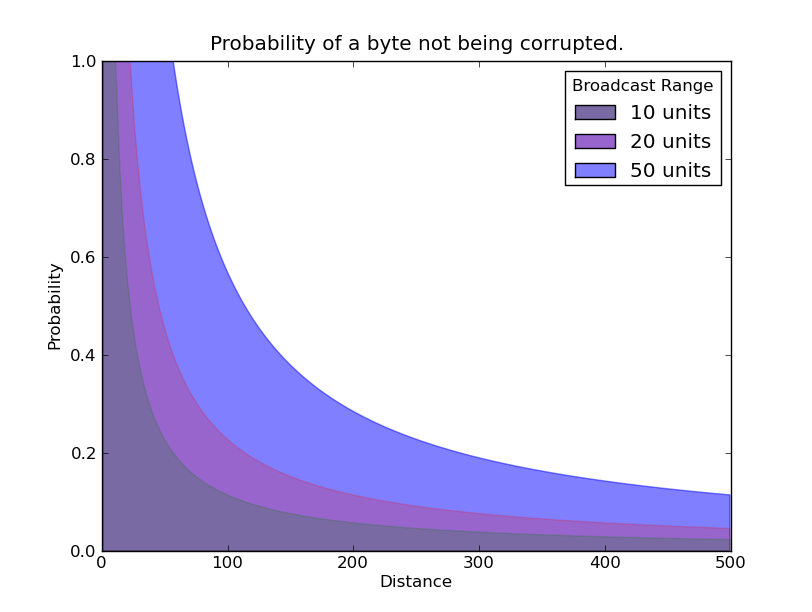 Probability of a byte not being corrupted.
1.0
0.8
0.6
0.4
0.2
0.0
Probability
Broadcast Range
10 units
20 units
50 units
0
100
200
300
400
500
Distance